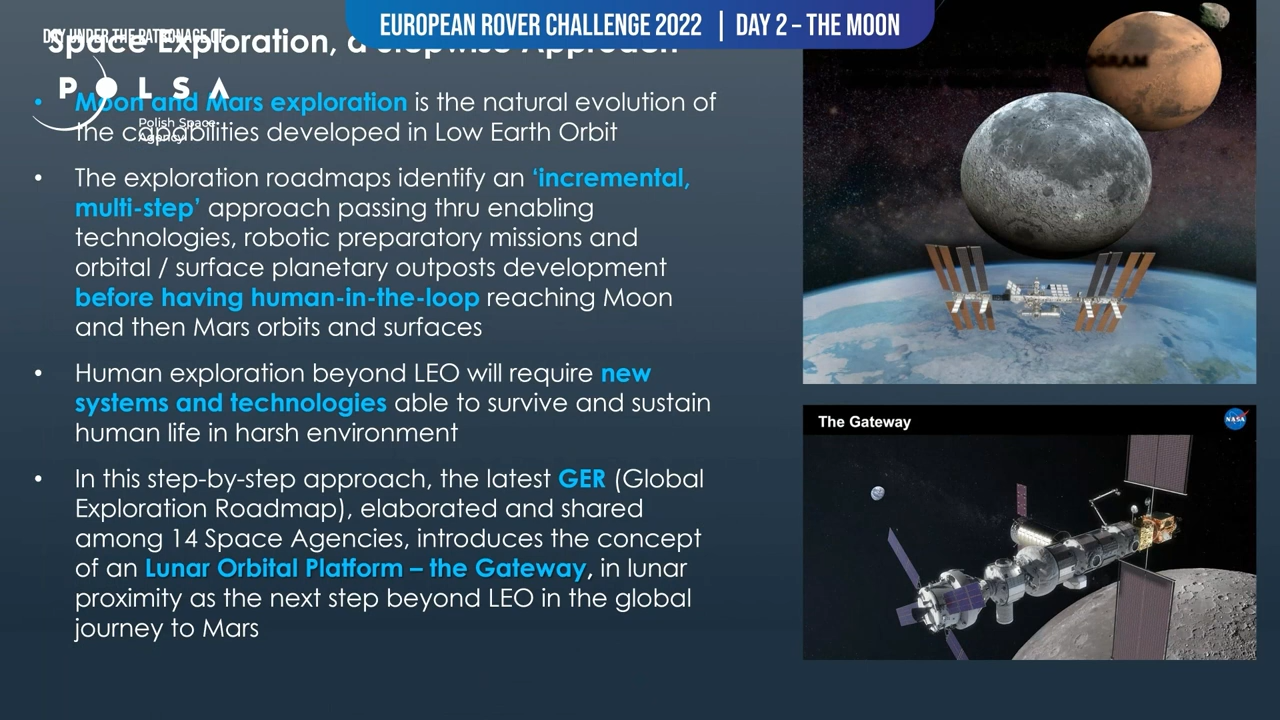 EUROPEAN ROVER CHALLENGE 2022 | DAY 2 – THE MOON
DAY UNDER THE PATRONAGE OF
Space Exploration, a stepwise Approach
POLSA
Polish Space
Agency
• Moon and Mars exploration is the natural evolution of
the capabilities developed in Low Earth Orbit
• The exploration roadmaps identify an ‘incremental,
multi-step’ approach passing thru enabling
technologies, robotic preparatory missions and
orbital / surface planetary outposts development
before having human-in-the-loop reaching Moon
and then Mars orbits and surfaces
• Human exploration beyond LEO will require new
systems and technologies able to survive and sustain
human life in harsh environment
• In this step-by-step approach, the latest GER (Global
Exploration Roadmap), elaborated and shared
among 14 Space Agencies, introduces the concept
of an Lunar Orbital Platform – the Gateway, in lunar
proximity as the next step beyond LEO in the global
journey to Mars
The Gateway
NASA